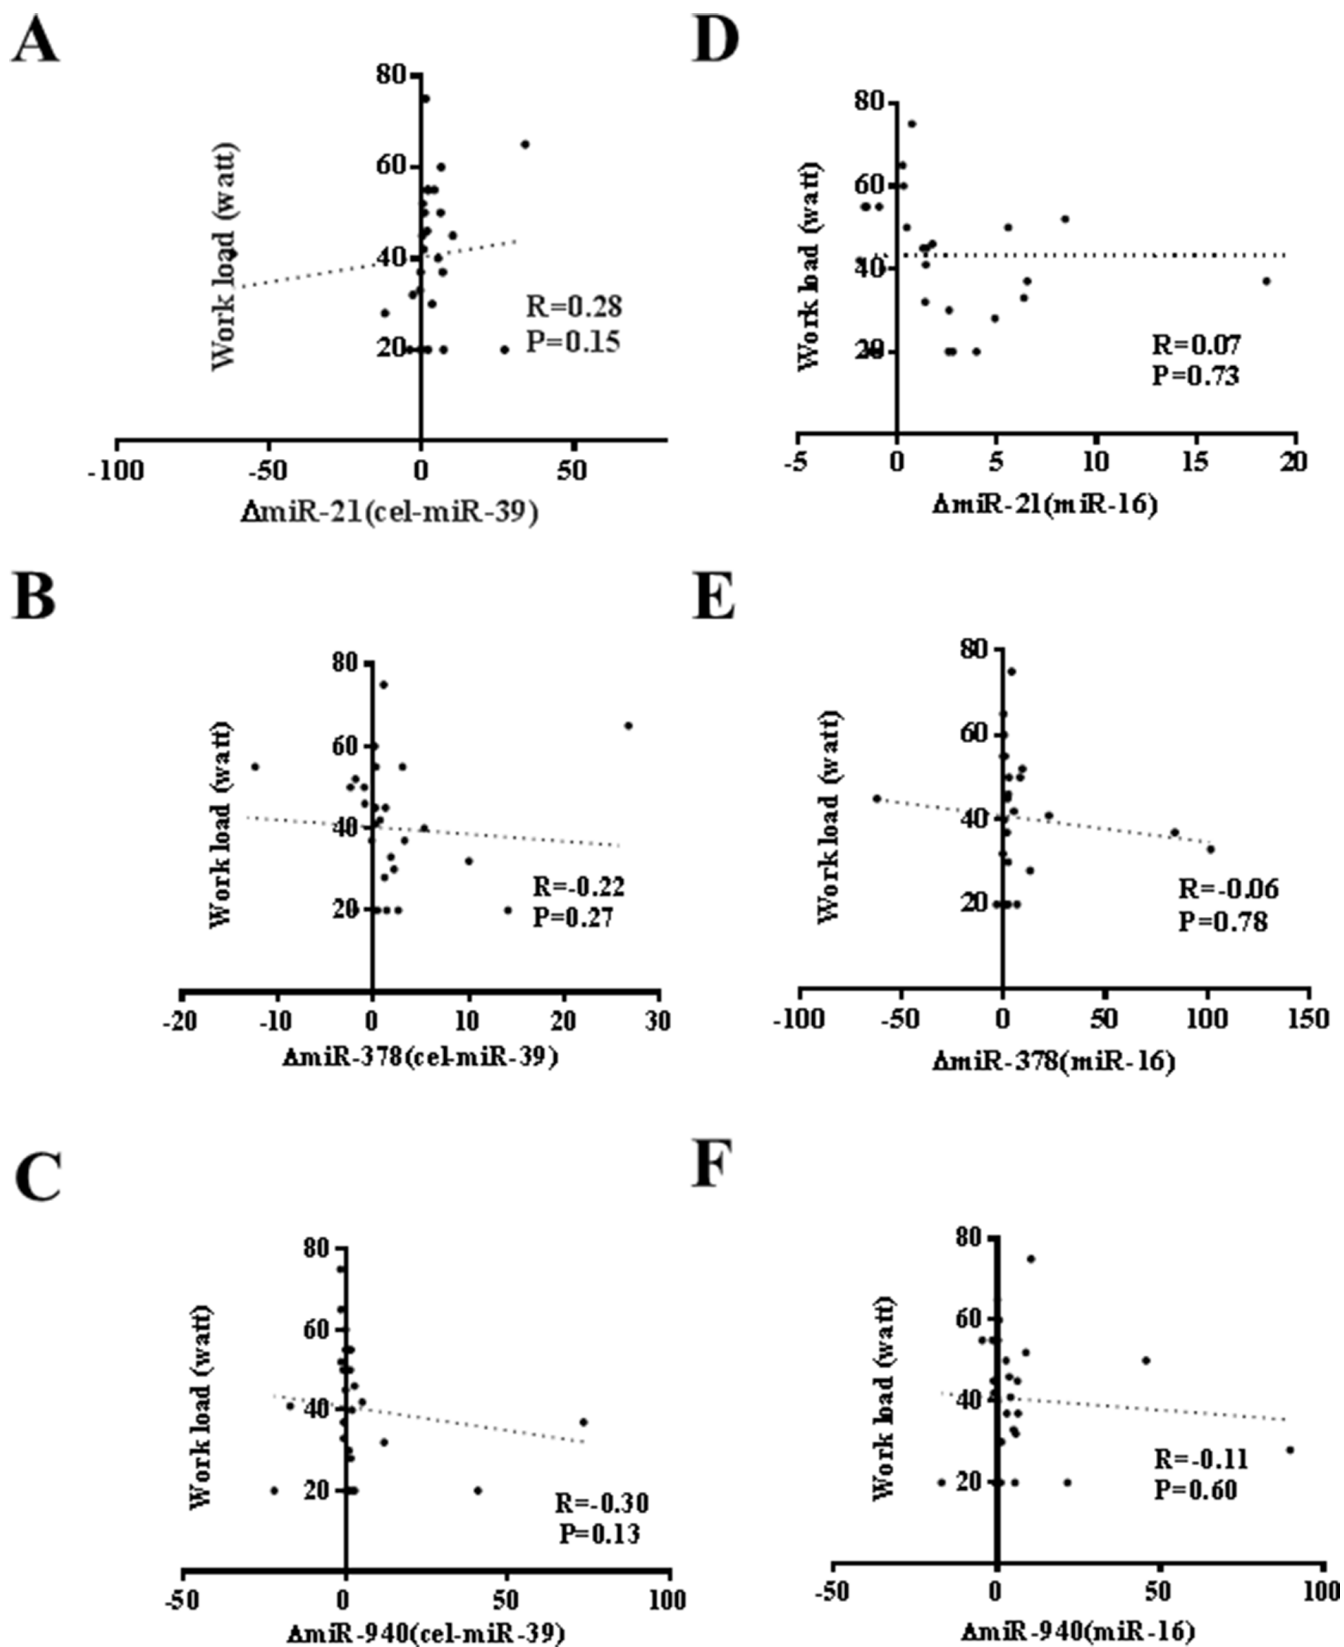 A
Work load (watt)
80
60
40
20
R=0.28
P=0.15
-100
-50
0
50
ΔmiR-21(cel-miR-39)
D
Work load (watt)
80
60
40
20
R=0.07
P=0.73
-5
0
5
10
15
20
ΔmiR-21(miR-16)
B
Work load (watt)
80
60
40
20
R=-0.22
P=0.27
-20
-10
0
10
20
30
ΔmiR-378(cel-miR-39)
E
Work load (watt)
80
60
40
20
R=-0.06
P=0.78
-100
-50
0
50
100
150
ΔmiR-378(miR-16)
C
Work load (watt)
80
60
40
20
R=-0.30
P=0.13
-50
0
50
100
ΔmiR-940(cel-miR-39)
F
Work load (watt)
80
60
40
20
R=-0.11
P=0.60
-50
0
50
100
ΔmiR-940(miR-16)